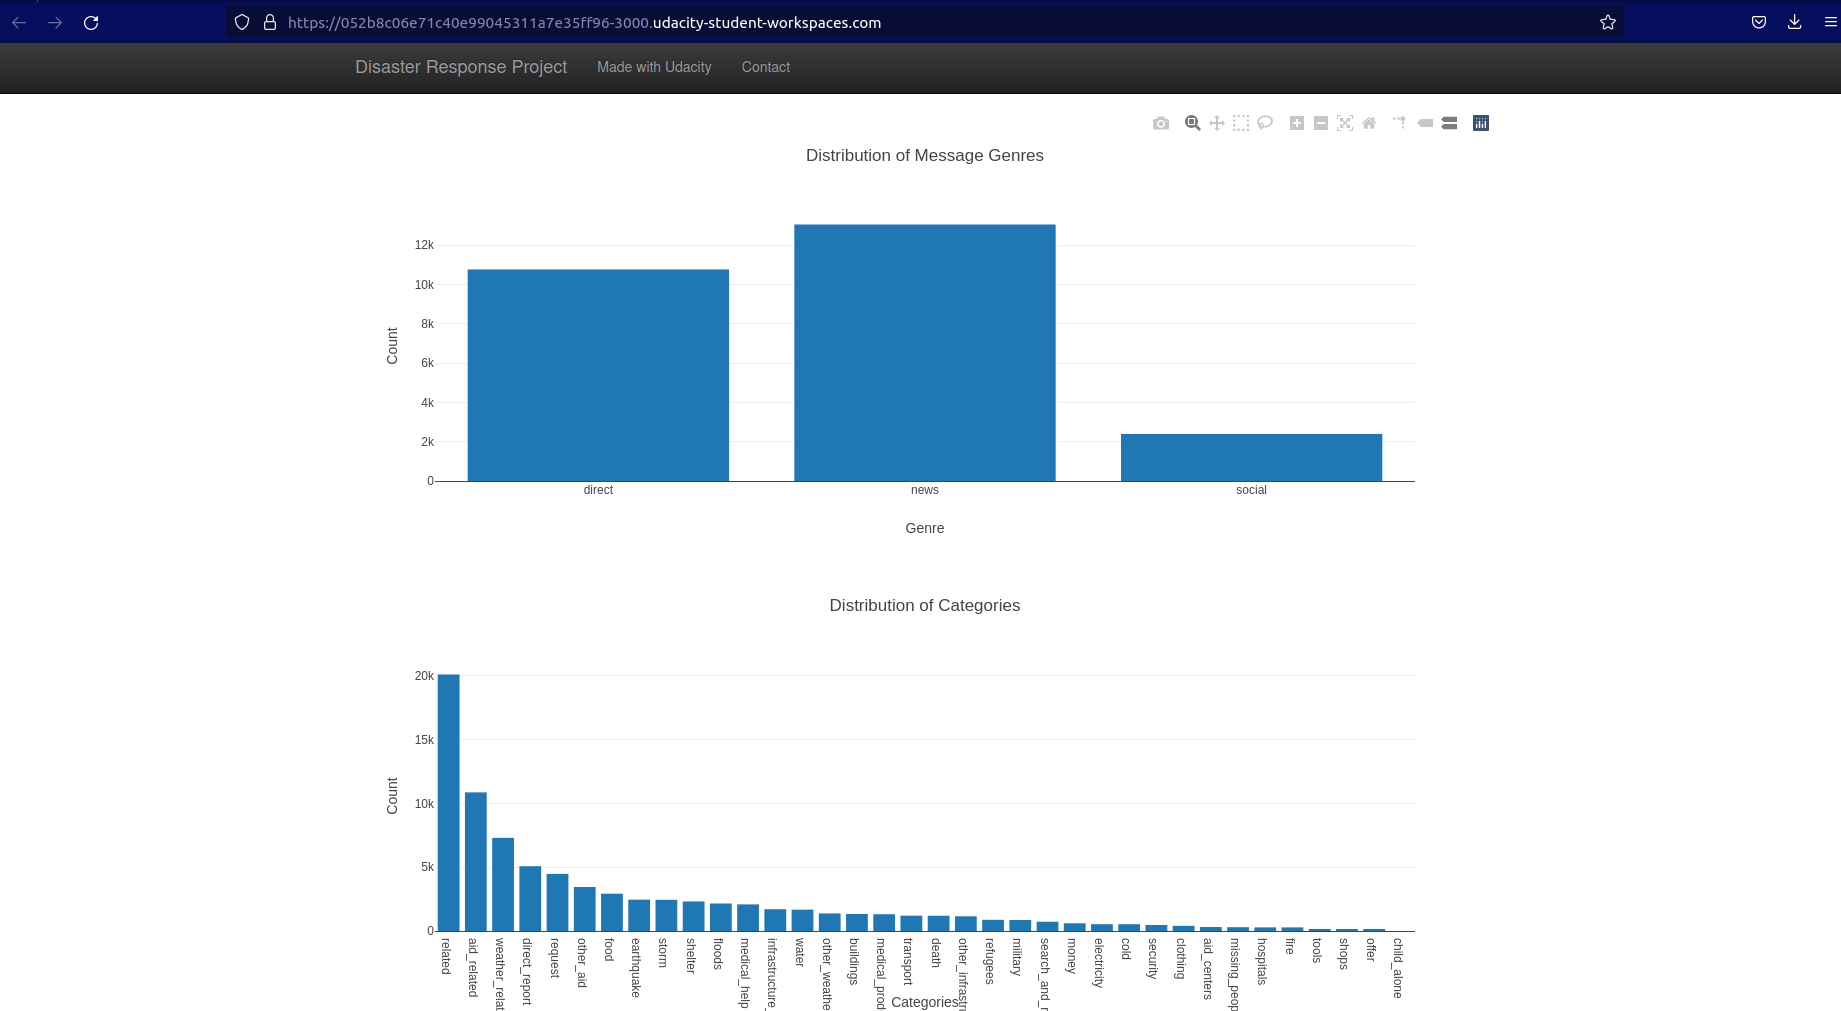 https://052b8c06e71c40e99045311a7e35ff96-3000.udacity-student-workspaces.com
Disaster Response Project Made with Udacity Contact
Distribution of Message Genres
12k
10k
8k
6k
4k
2k
0
Count
direct news social
Genre
Distribution of Categories
20k
15k
10k
5k
0
Count
related
aid_related
weather_relat
direct_report
request
other_aid
food
earthquake
storm
shelter
floods
medical_help
infrastructure_
water
other_weathe
buildings
medical_prod
transport
death
other_infrastru
refugees
military
search_and_r
money
electricity
cold
security
clothing
aid_centers
missing_peop
hospitals
fire
tools
shops
offer
child_alone
Categories